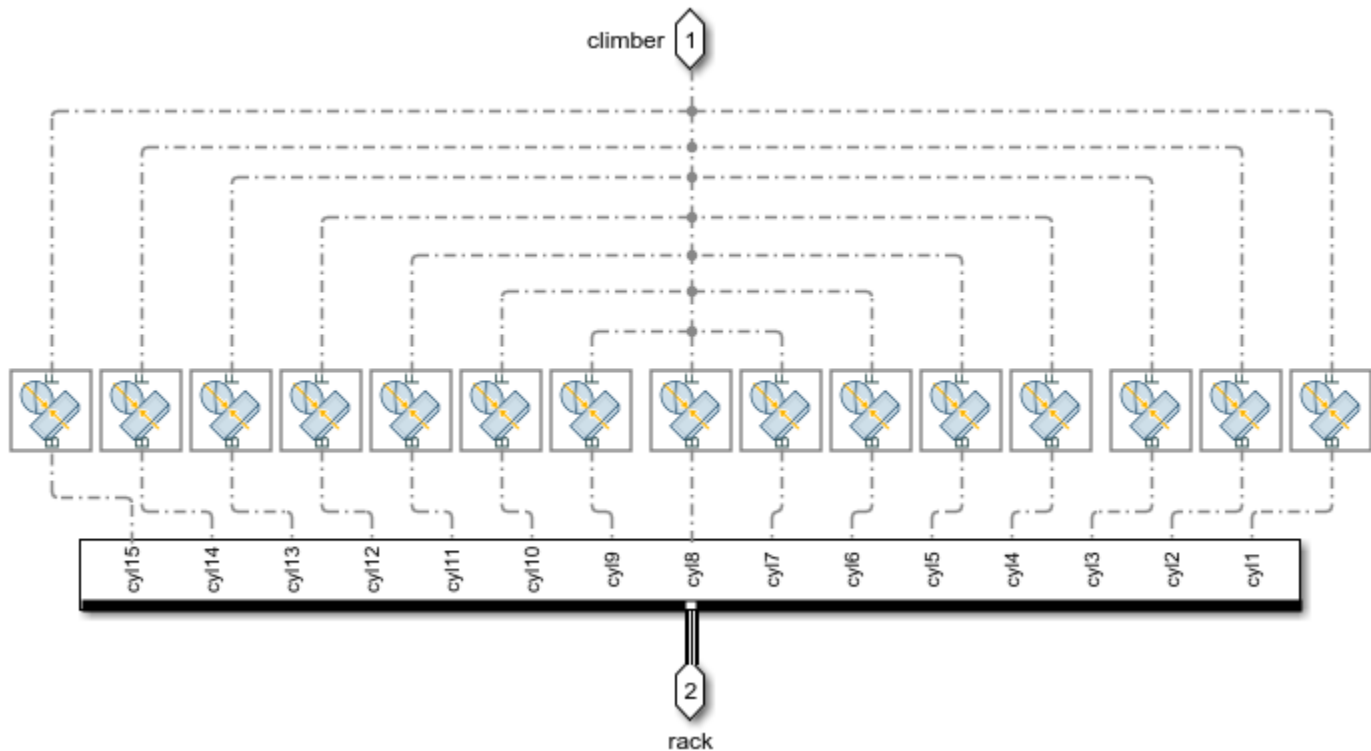 climber 1
F F F F F F F F F F F F F F F
B B B B B B B B B B B B B B B
cyl15 cyl14 cyl13 cyl12 cyl11 cyl10 cyl9 cyl8 cyl7 cyl6 cyl5 cyl4 cyl3 cyl2 cyl1
2
rack